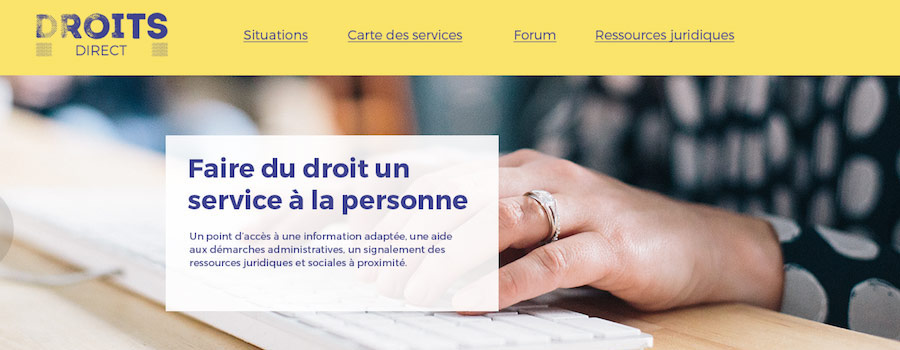 DROITS
DIRECT
Situations
Carte des services
Forum
Ressources juridiques
Faire du droit un
service à la personne
Un point d'accès à une information adaptée, une aide
aux démarches administratives, un signalement des
ressources juridiques et sociales à proximité.